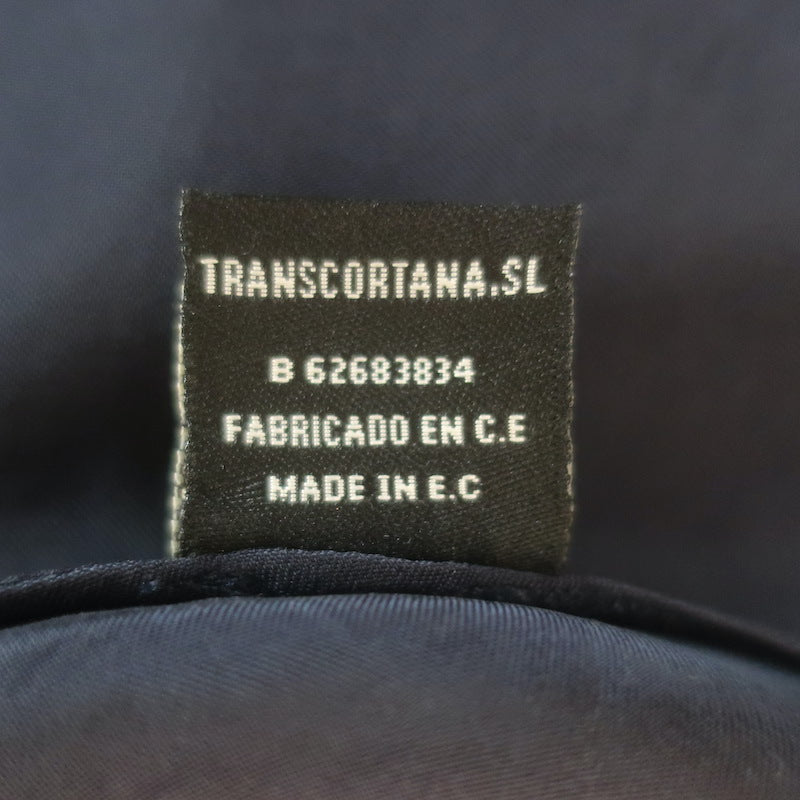 TRANSCORTANA.SL
B 62683834
FABRICADO EN C.E
MADE IN E.C